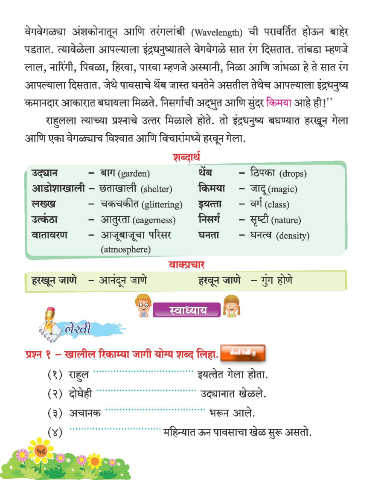 वेगवेगळ्या अंशकोनातून आणि तरंगलांबी (Wavelength) ची परावर्तित होऊन बाहेर
पडतात. त्यावेळेला आपल्याला इंद्रधनुष्यातले वेगवेगळे सात रंग दिसतात. तांबडा म्हणजे
लाल, नारिंगी, पिवळा, हिरवा, पारवा म्हणजे अस्मानी, निळा आणि जांभळा हे ते सात रंग
आपल्याला दिसतात. जेथे पावसाचे थेंब जास्त घनतेने असतील तेथेच आपल्याला इंद्रधनुष्य
कमानदार आकारात बघायला मिळते. निसर्गाची अद्‌भुत आणि सुंदर किमया आहे ही!''
राहुलला त्याच्या प्रश्नाचे उत्तर मिळाले होते. तो इंद्रधनुष्य बघण्यात हरखून गेला
आणि एका वेगळ्याच विश्वात आणि विचारांमध्ये हरवून गेला.
शब्दार्थ
उद्यान – बाग (garden) थेंब – ठिपका (drops)
आडोशाखाली – छताखाली (shelter) किमया – जादू (magic)
लख्ख – चकचकीत (glittering) इयत्ता – वर्ग (class)
उत्कंठा – आतुरता (eagerness) निसर्ग – सृष्टी (nature)
वातावरण – आजूबाजूचा परिसर घनता – घनत्व (density)
(atmosphere)
वाक्प्रचार
हरखून जाणे – आनंदून जाणे हरवून जाणे – गुंग होणे
स्वाध्याय
लेखी
प्रश्न १ – खालील रिकाम्या जागी योग्य शब्द लिहा.
(१) राहुल ........................ इयत्तेत गेला होता.
(२) दोघेही ........................ उद्यानात खेळले.
(३) अचानक ........................ भरून आले.
(४) ........................ महिन्यात ऊन पावसाचा खेळ सुरू असतो.